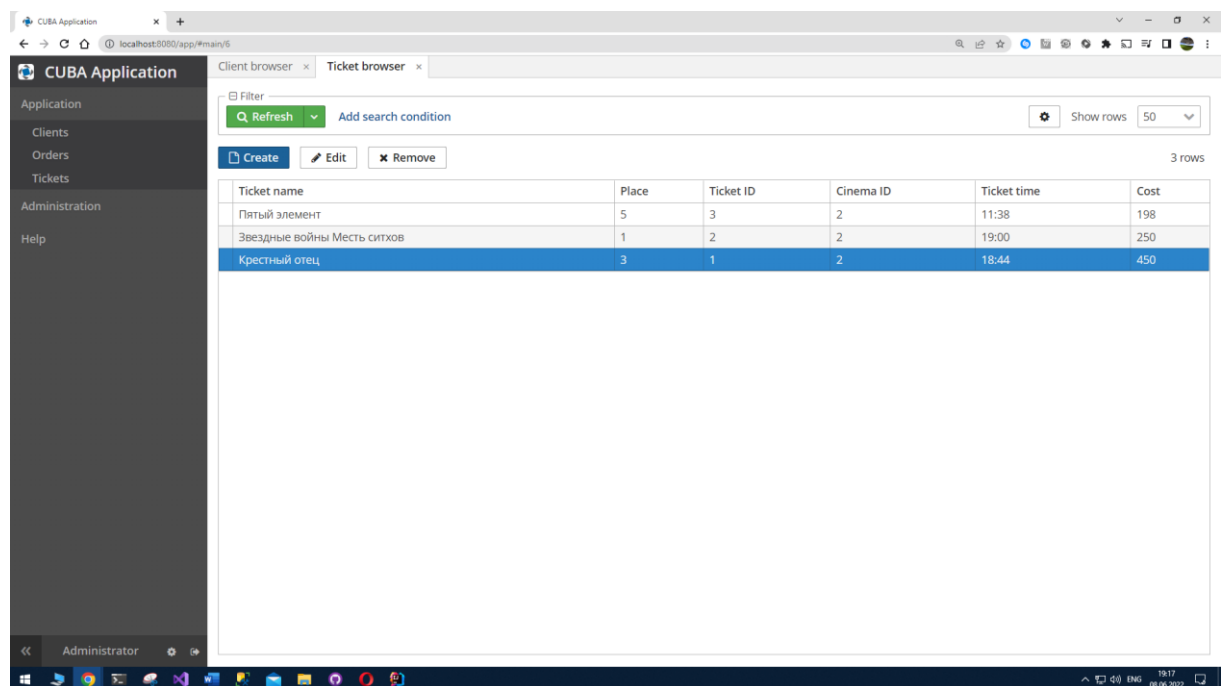 CUBA Application
localhost:8080/app/#main/6
CUBA Application
Client browser Ticket browser
Application
Clients
Orders
Tickets
Administration
Help
Filter
Refresh Add search condition Show rows 50
Create Edit Remove 3 rows
Ticket name Place Ticket ID Cinema ID Ticket time Cost
Пятый элемент 5 3 2 11:38 198
Звездные войны Месть ситхов 1 2 2 19:00 250
Крестный отец 3 1 2 18:44 450
Administrator
ENG 19:17
08.06.2022